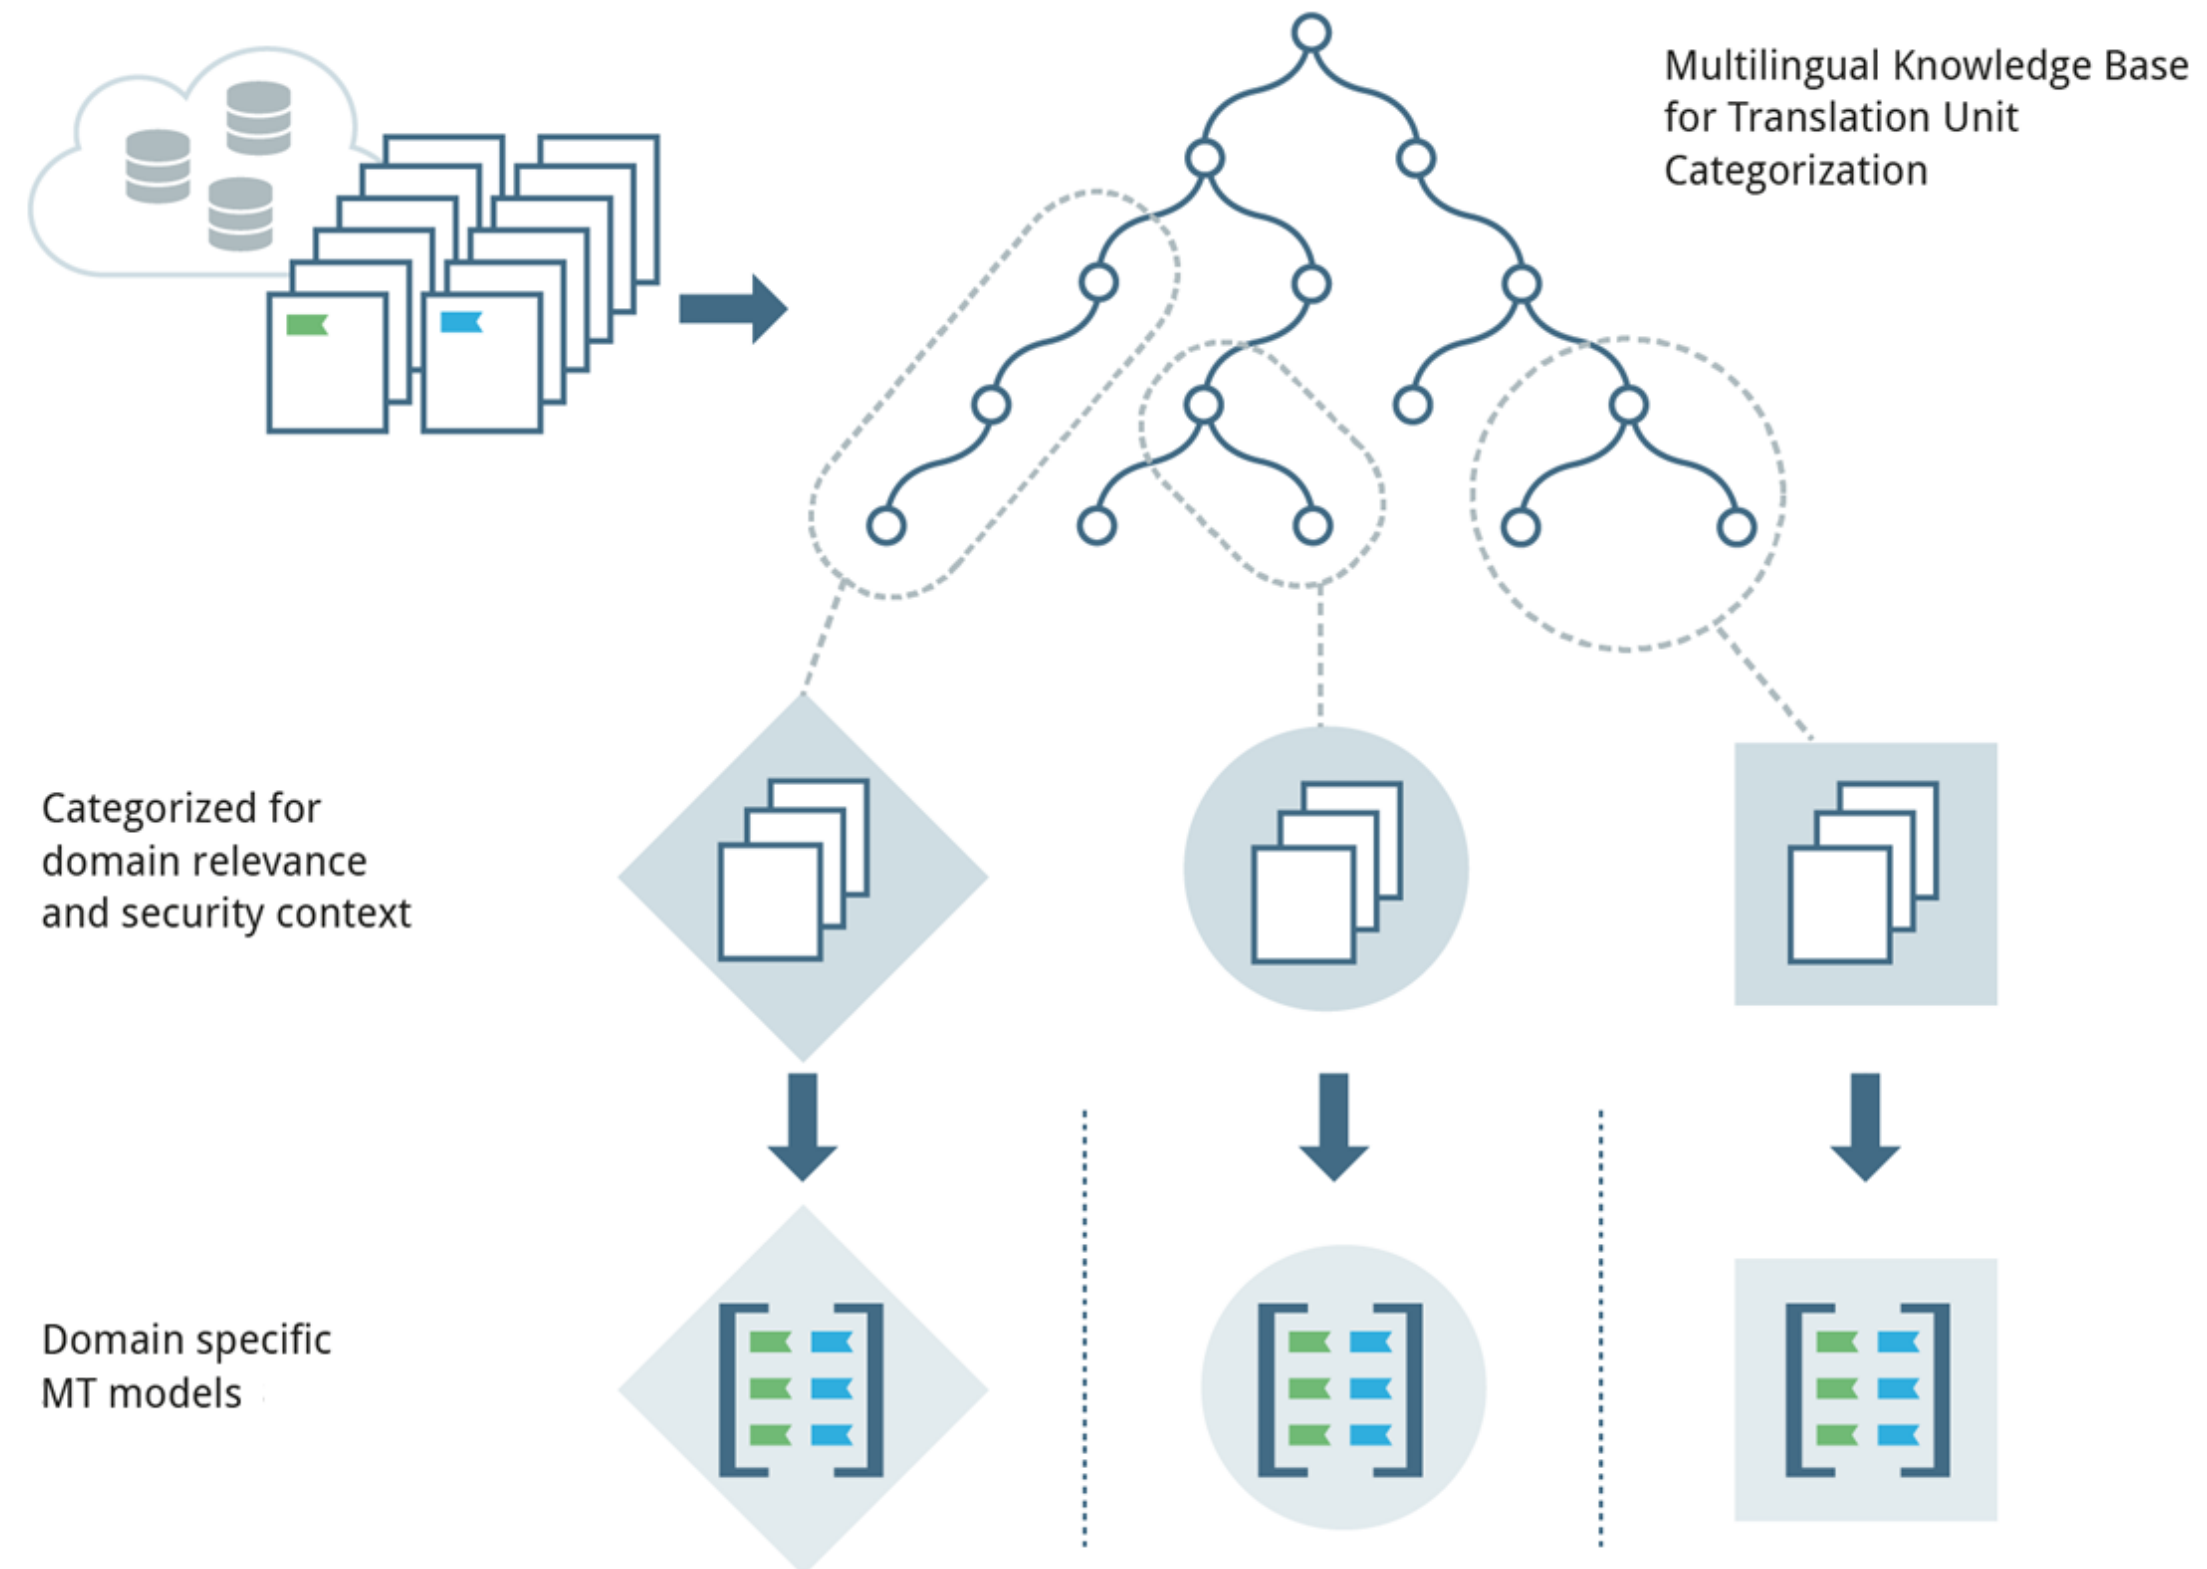 Multilingual Knowledge Base
for Translation Unit
Categorization
Categorized for
domain relevance
and security context
Domain specific
MT models